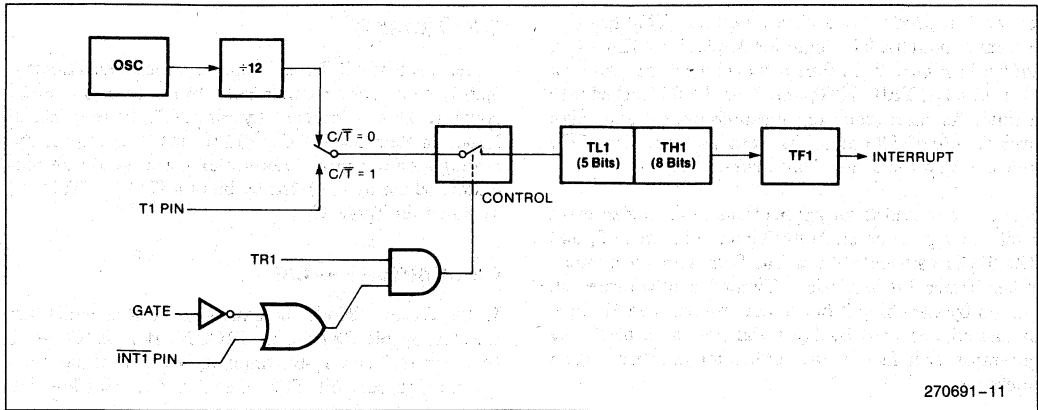 OSC
÷12
C/T̅ = 0
C/T̅ = 1
T1 PIN
CONTROL
TL1
(5 Bits)
TH1
(8 Bits)
TF1.
INTERRUPT
TR1
GATE
I̅N̅T̅1̅ PIN
270691-11